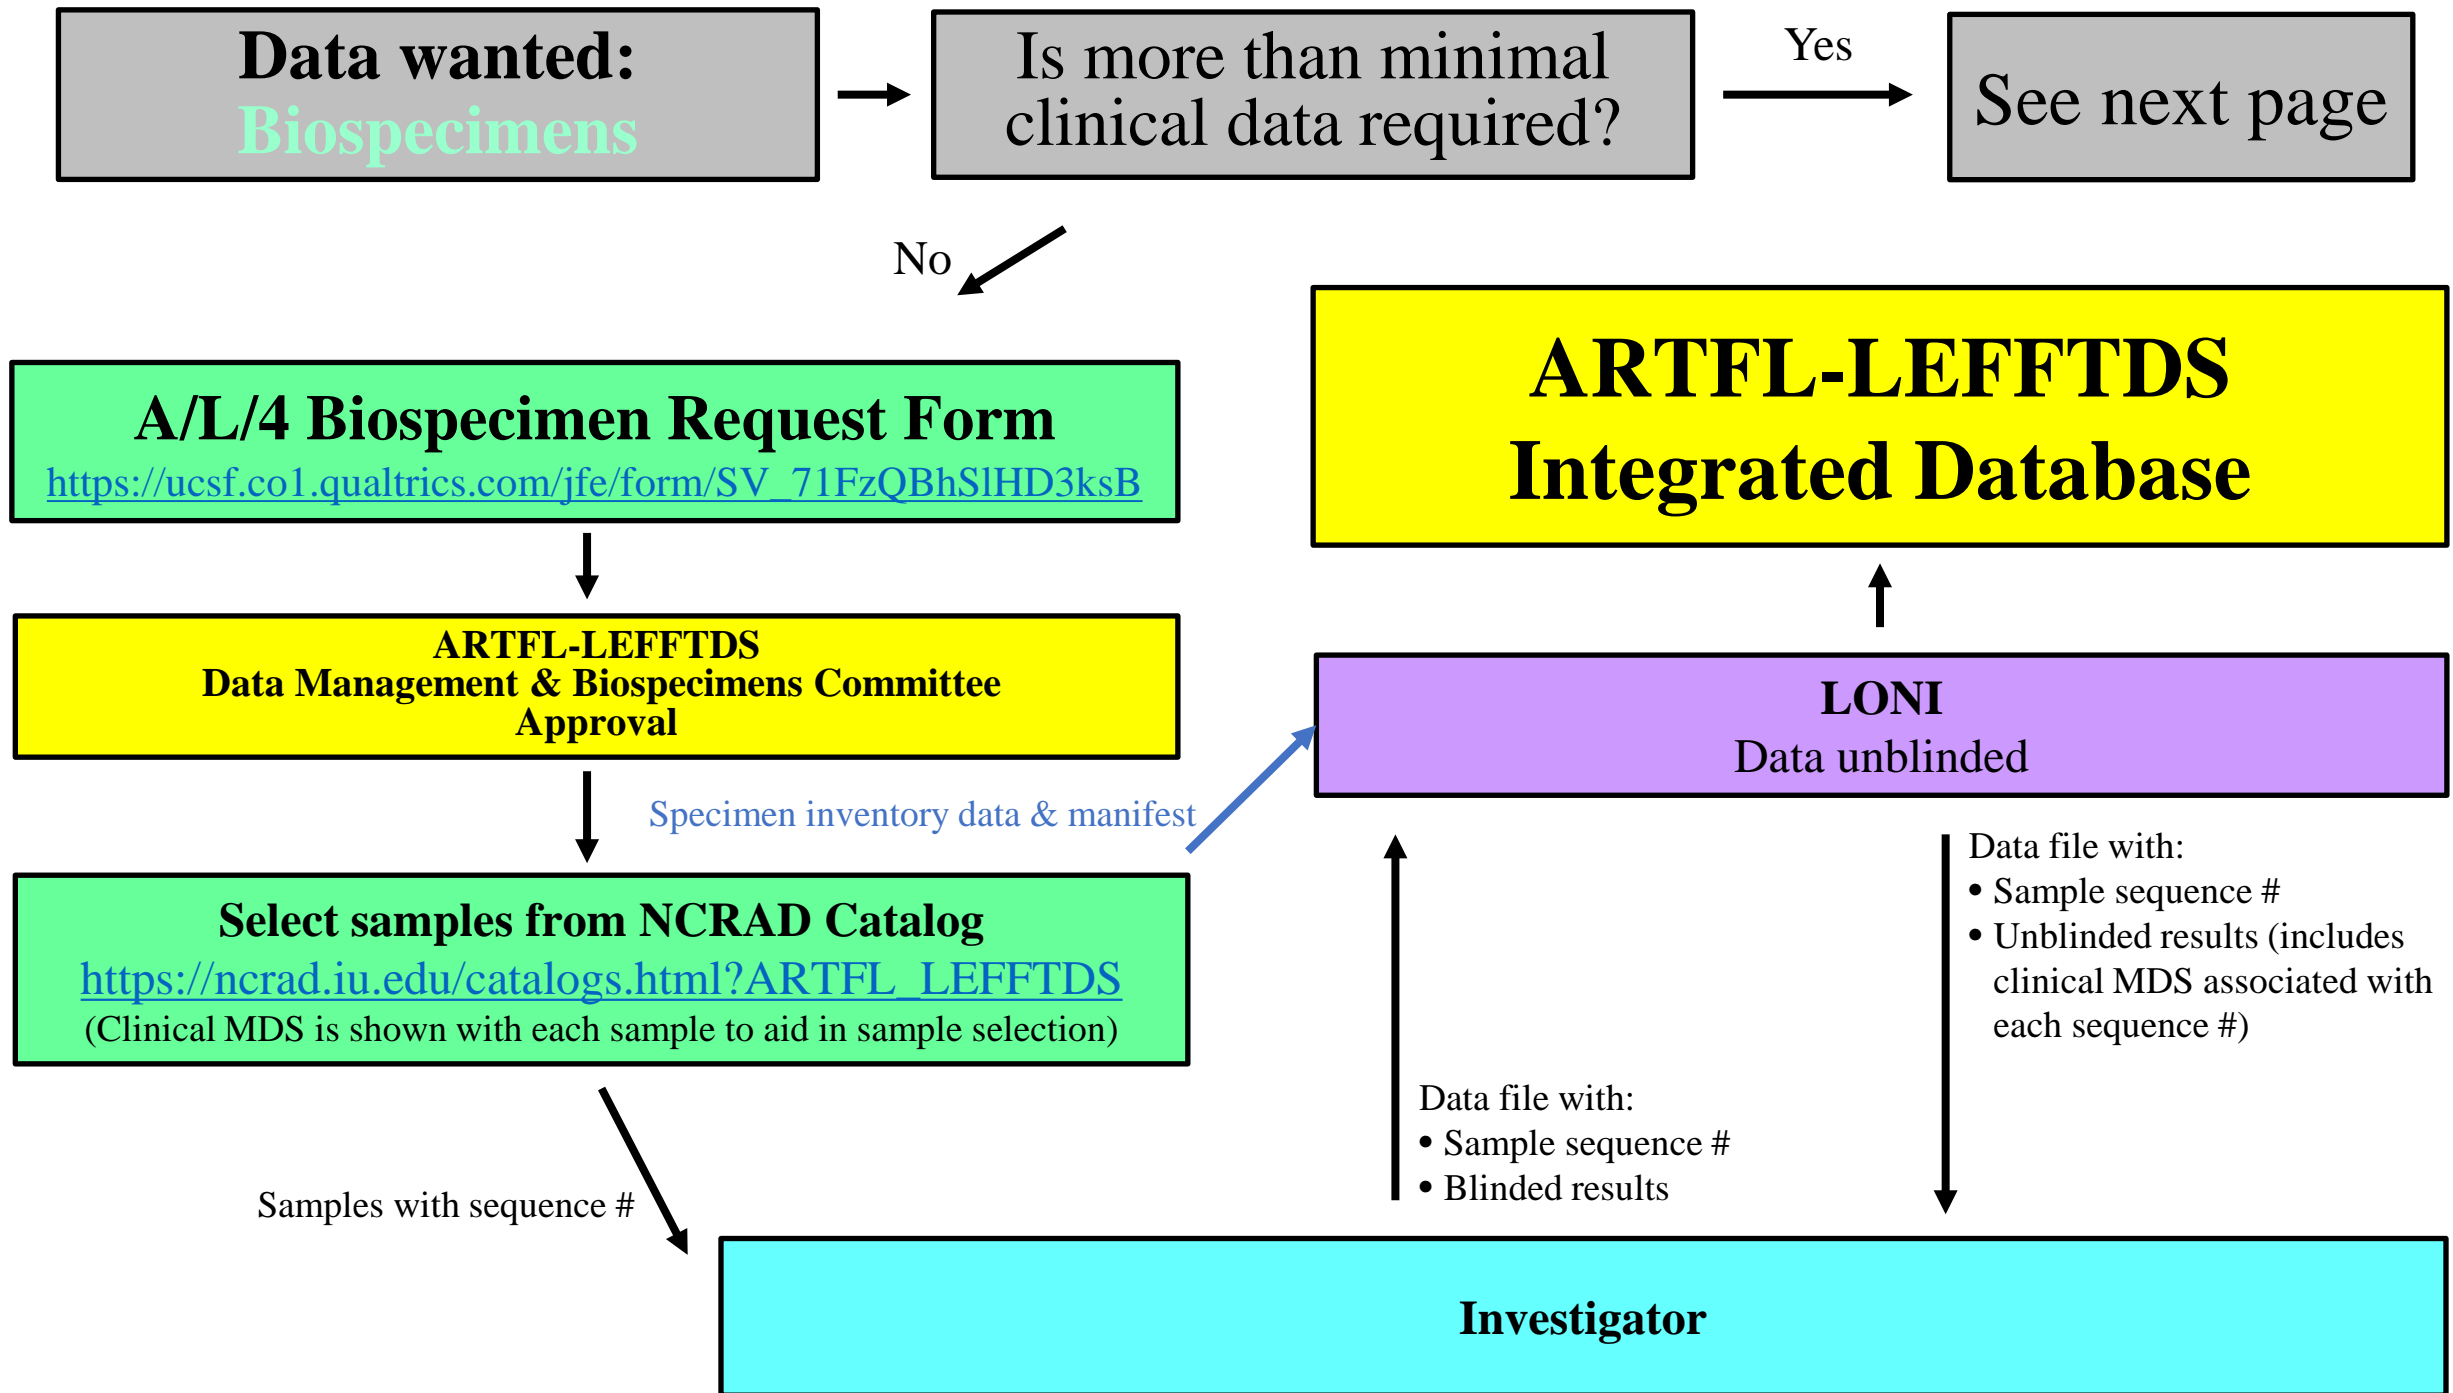 Data wanted:
Biospecimens
Is more than minimal
clinical data required?
Yes
See next page
No
A/L/4 Biospecimen Request Form
https://ucsf.co1.qualtrics.com/jfe/form/SV_71FzQBhSlHD3ksB
ARTFL-LEFFTDS
Integrated Database
ARTFL-LEFFTDS
Data Management & Biospecimens Committee
Approval
LONI
Data unblinded
Specimen inventory data & manifest
Select samples from NCRAD Catalog
https://ncrad.iu.edu/catalogs.html?ARTFL_LEFFTDS
(Clinical MDS is shown with each sample to aid in sample selection)
Data file with:
• Sample sequence #
• Unblinded results (includes
clinical MDS associated with
each sequence #)
Data file with:
• Sample sequence #
• Blinded results
Samples with sequence #
Investigator